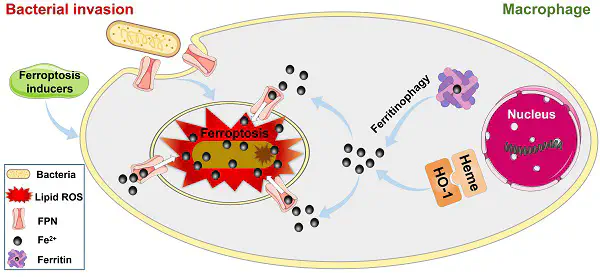 Bacterial invasion
Macrophage
Ferroptosis
inducers
Ferroptosis
Ferritinophagy
Nucleus
Heme
HO-1
Bacteria
Lipid ROS
FPN
Fe²⁺
Ferritin